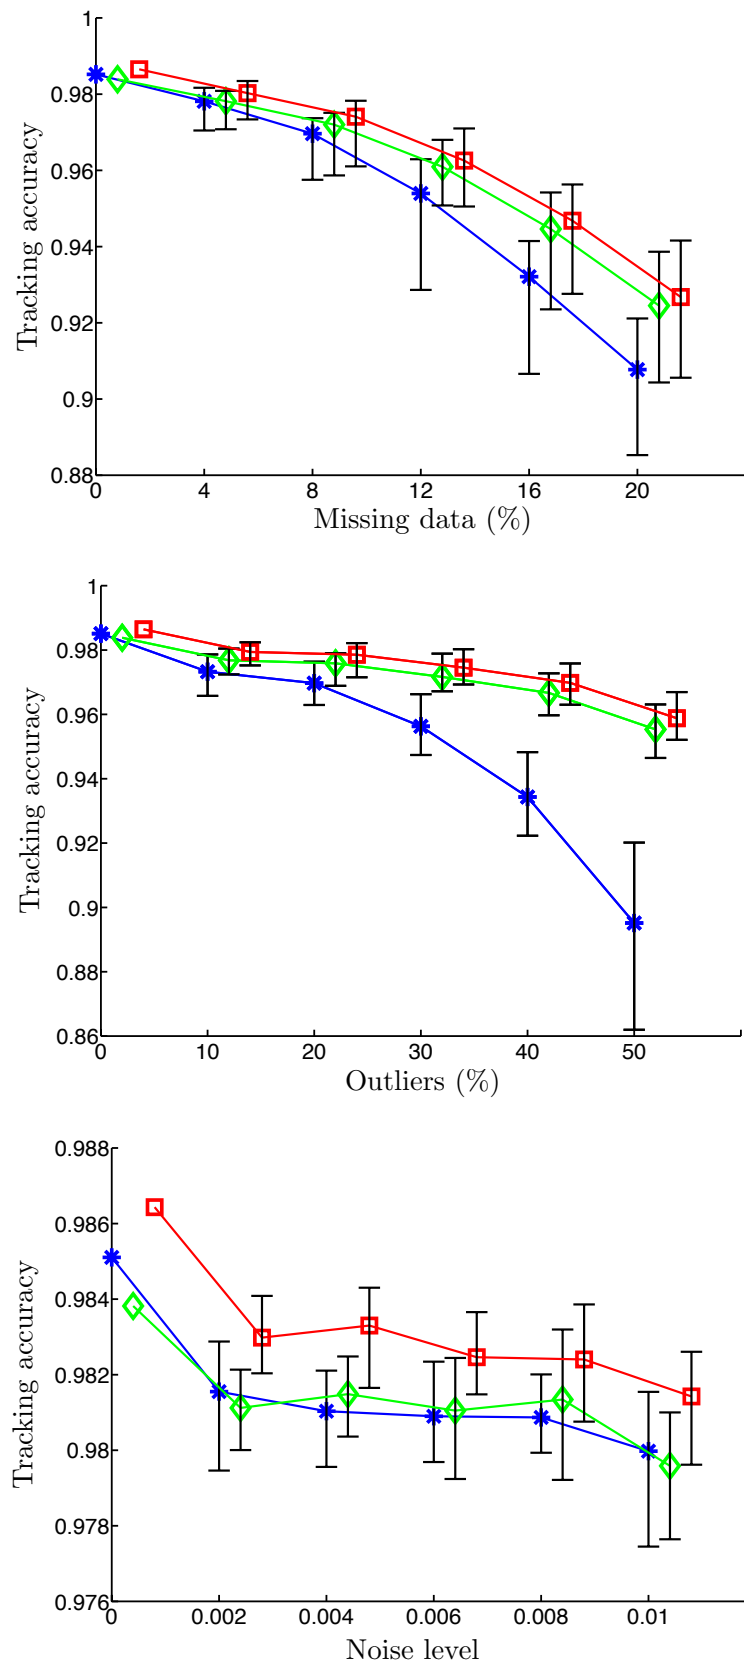 1
0.98
0.96
0.94
0.92
0.9
0.88
Tracking accuracy
0 4 8 12 16 20
Missing data (%)
1
0.98
0.96
0.94
0.92
0.9
0.88
0.86
Tracking accuracy
0 10 20 30 40 50
Outliers (%)
0.988
0.986
0.984
0.982
0.98
0.978
0.976
Tracking accuracy
0 0.002 0.004 0.006 0.008 0.01
Noise level